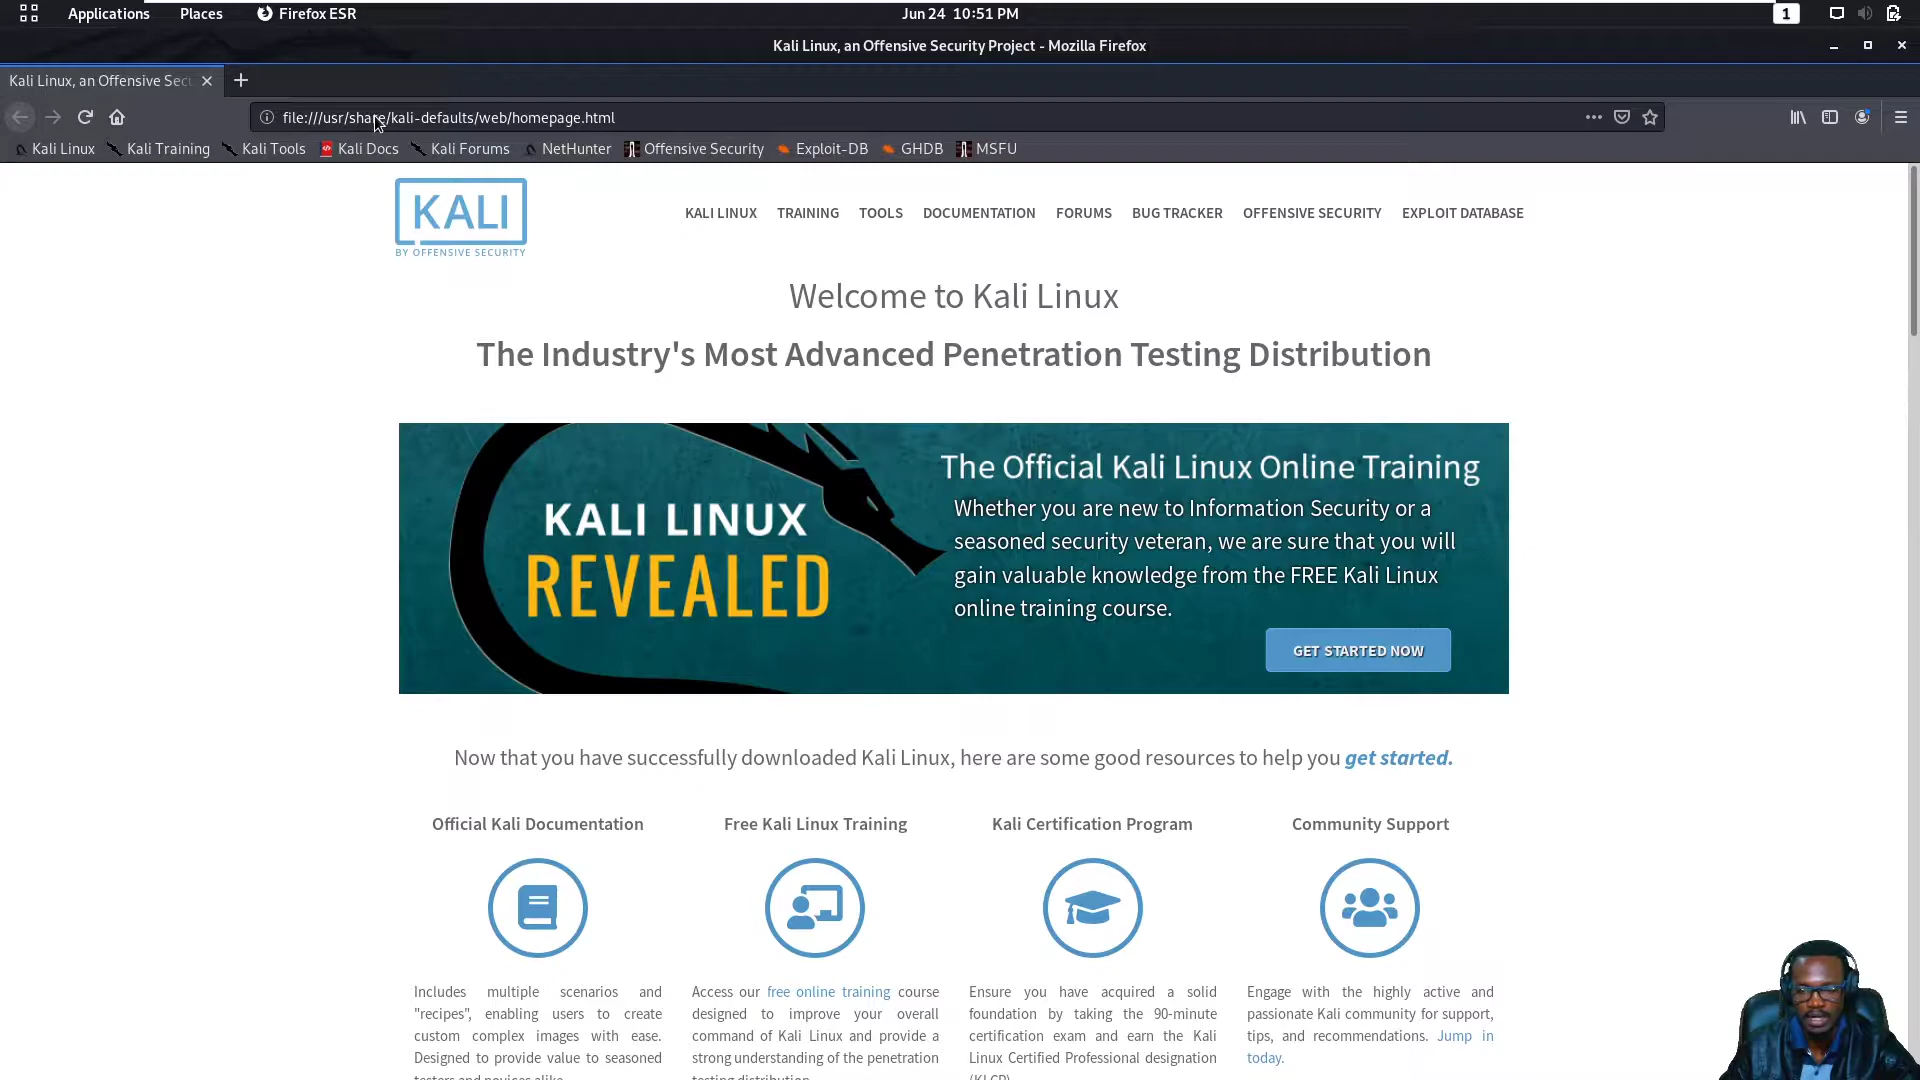 Applications Places Firefox ESR Jun 24 10:51 PM 1
Kali Linux, an Offensive Security Project - Mozilla Firefox
Kali Linux, an Offensive Secu
file:///usr/share/kali-defaults/web/homepage.html
Kali Linux Kali Training Kali Tools Kali Docs Kali Forums NetHunter Offensive Security Exploit-DB GHDB MSFU
KALI
BY OFFENSIVE SECURITY
KALI LINUX TRAINING TOOLS DOCUMENTATION FORUMS BUG TRACKER OFFENSIVE SECURITY EXPLOIT DATABASE
Welcome to Kali Linux
The Industry's Most Advanced Penetration Testing Distribution
KALI LINUX
REVEALED
The Official Kali Linux Online Training
Whether you are new to Information Security or a
seasoned security veteran, we are sure that you will
gain valuable knowledge from the FREE Kali Linux
online training course.
GET STARTED NOW
Now that you have successfully downloaded Kali Linux, here are some good resources to help you get started.
Official Kali Documentation
Includes multiple scenarios and
"recipes", enabling users to create
custom complex images with ease.
Designed to provide value to seasoned
testers and novices alike.
Free Kali Linux Training
Access our free online training course
designed to improve your overall
command of Kali Linux and provide a
strong understanding of the penetration
testing distribution.
Kali Certification Program
Ensure you have acquired a solid
foundation by taking the 90-minute
certification exam and earn the Kali
Linux Certified Professional designation
(KLCP).
Community Support
Engage with the highly active and
passionate Kali community for support,
tips, and recommendations. Jump in
today.